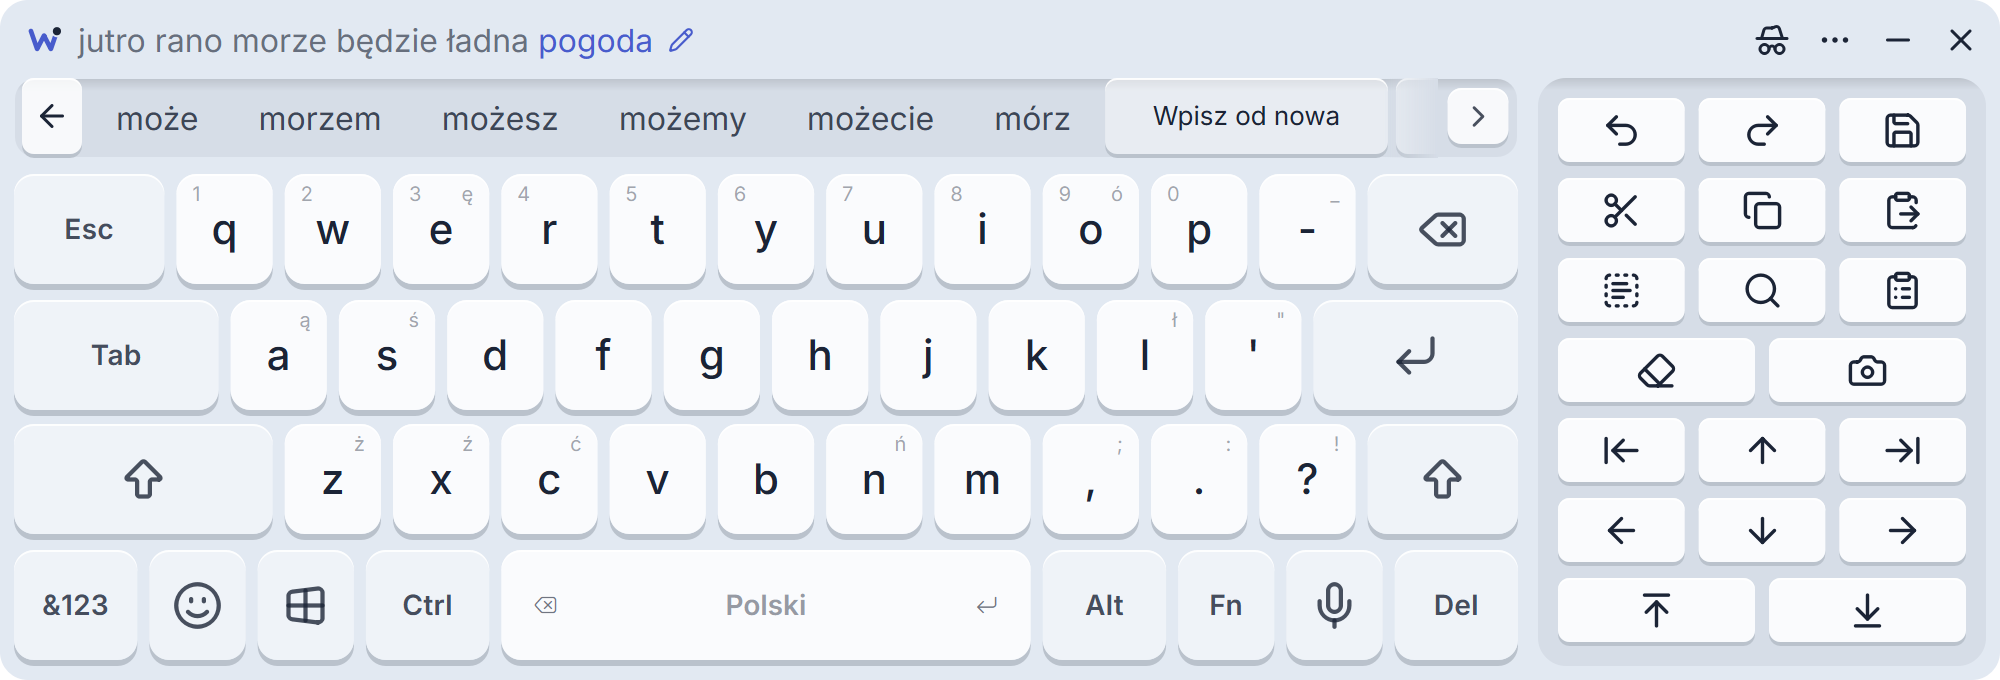 jutro rano morze będzie ładna pogoda
może morzem możesz możemy możecie mórz Wpisz od nowa
Esc 1 q 2 w 3 ę e 4 r 5 t 6 y 7 u 8 i 9 ó o 0 p _ -
Tab ą a ś s d f g h j k ł l " '
ż z ź x ć c v b ń n m ; , : . ! ?
&123 Ctrl Polski Alt Fn Del